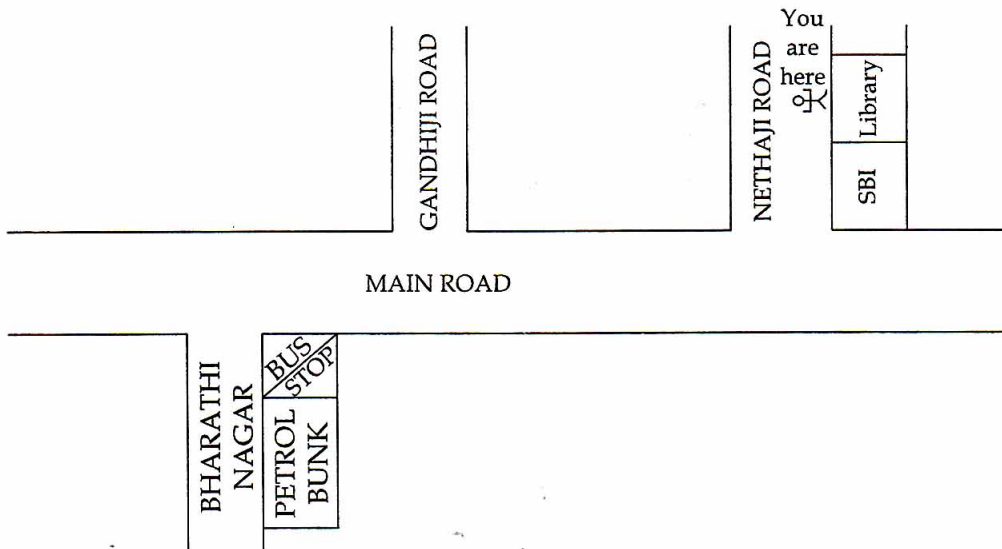 You
are
here
GANDHIJI ROAD
NETHAJI ROAD
Library
SBI
MAIN ROAD
BHARATHI
NAGAR
BUS
STOP
PETROL
BUNK